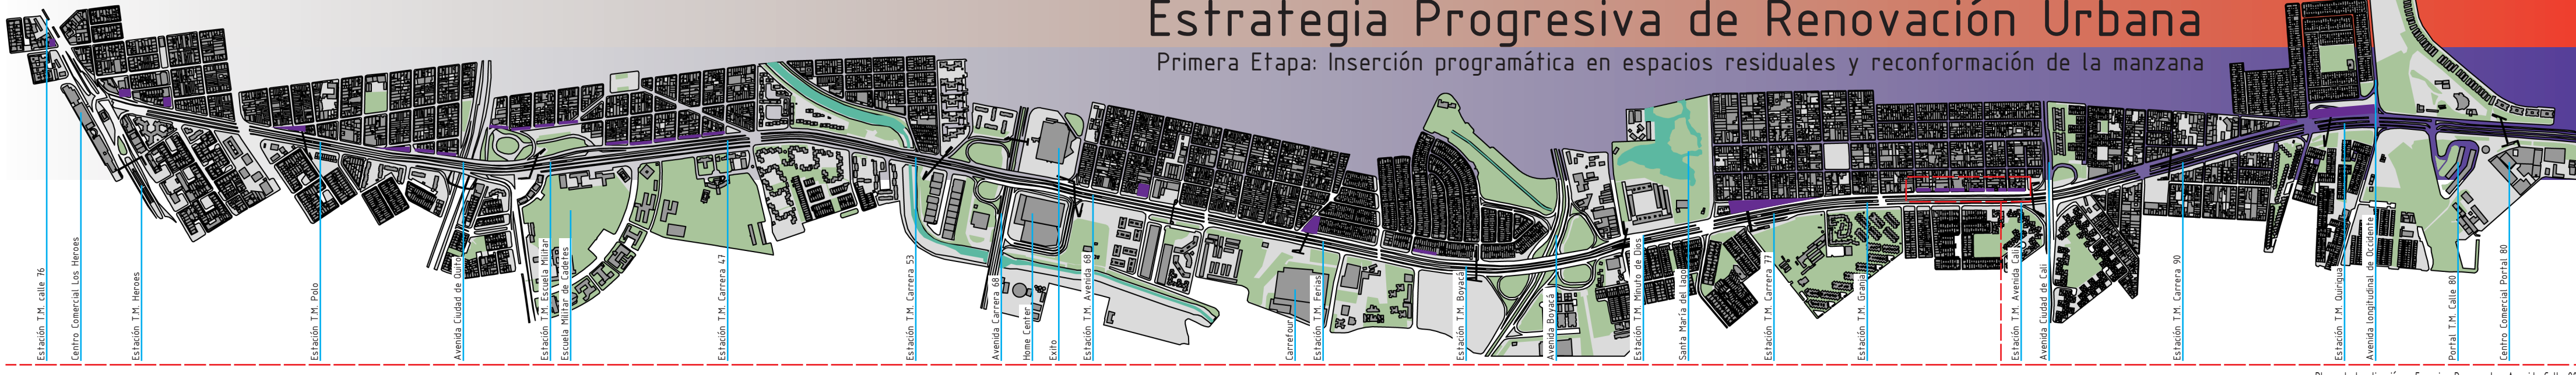 Estrategia Progresiva de Renovación Urbana
Primera Etapa: Inserción programática en espacios residuales y reconformación de la manzana
Estación T.M. calle 76
Centro Comercial Los Heroes
Estación T.M. Heroes
Estación T.M. Polo
Avenida Ciudad de Quito
Estación T.M. Escuela Militar
Escuela Militar de Cadetes
Estación T.M. Carrera 47
Estación T.M. Carrera 53
Avenida Carrera 68
Home Center
Exito
Estación T.M. Avenida 68
Carrefour
Estación T.M. Ferias
Estación T.M. Boyacá
Avenida Boyacá
Estación T.M. Minuto de Dios
Santa María del lago
Estación T.M. Carrera 77
Estación T.M. Granja
Estación T.M. Avenida Cali
Avenida Ciudad de Cali
Estación T.M. Carrera 90
Estación T.M. Quirigua
Avenida longitudinal de Occidente
Portal T.M. Calle 80
Centro Comercial Portal 80